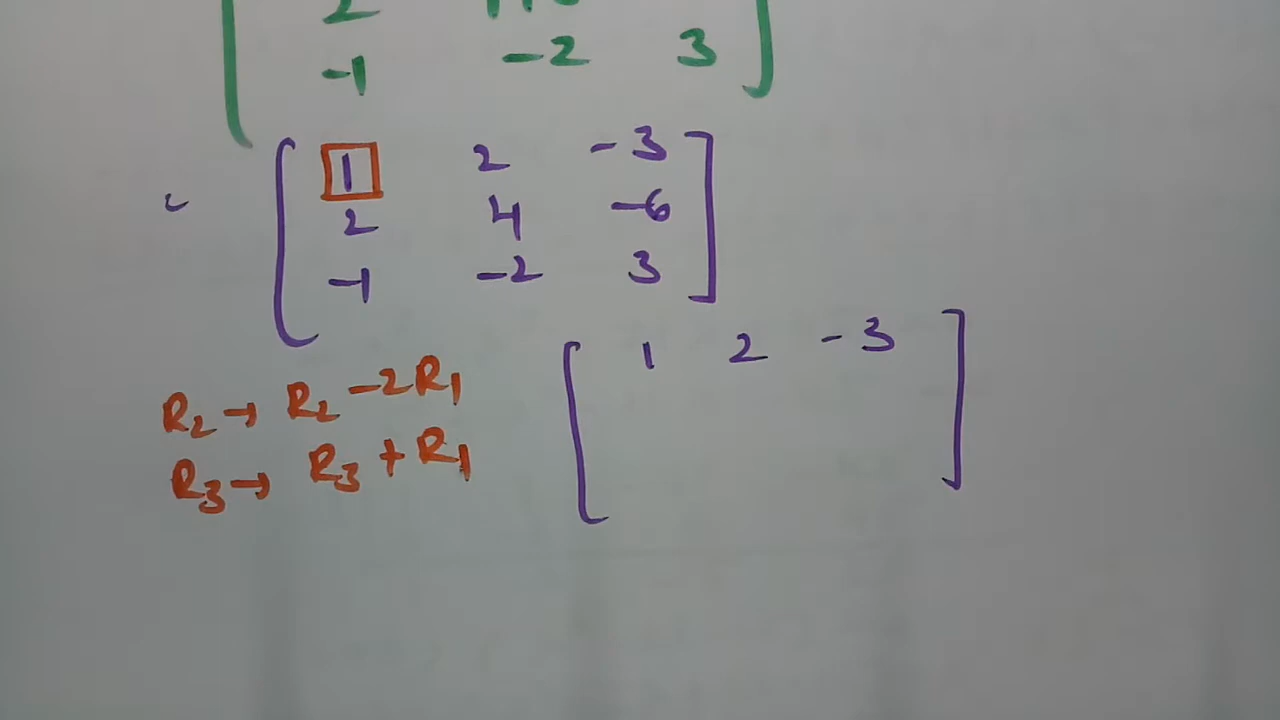 2
-1 -2 3
1 2 -3
2 4 -6
-1 -2 3
1 2 -3
R2 → R2 -2R1
R3 → R3 + R1